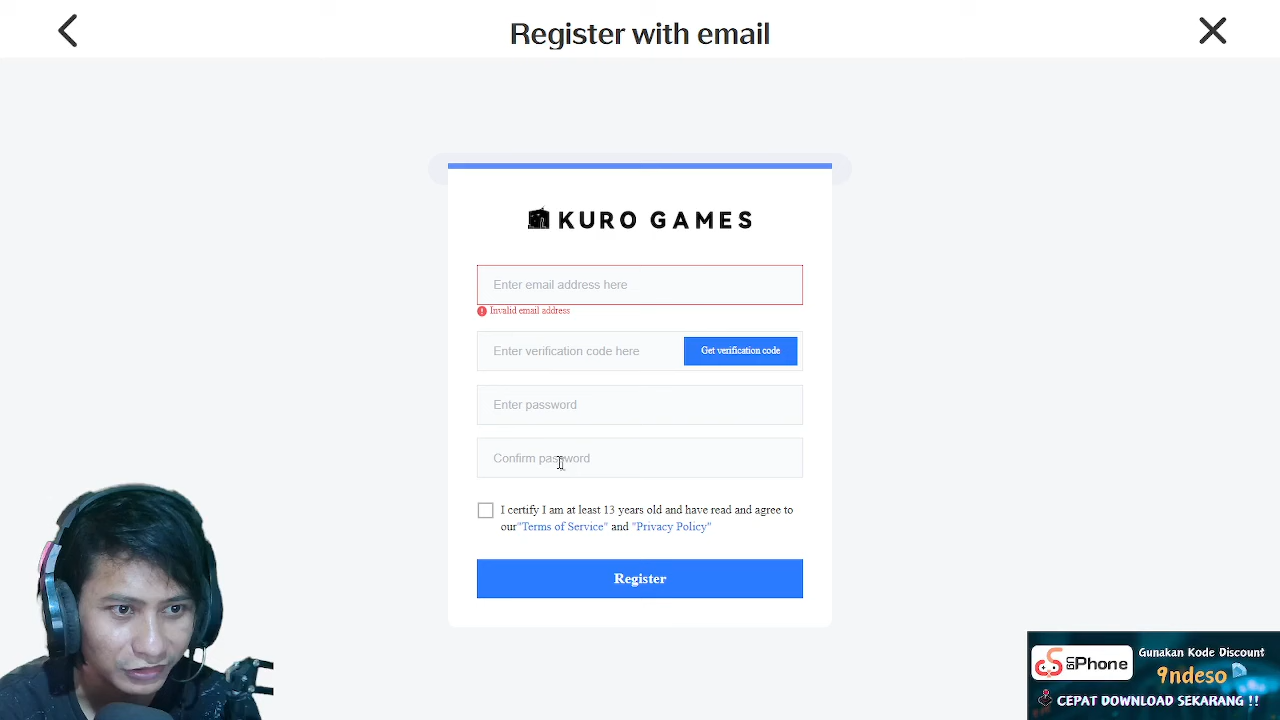 Register with email
KURO GAMES
Enter email address here
Invalid email address
Enter verification code here
Get verification code
Enter password
Confirm password
I certify I am at least 13 years old and have read and agree to
our"Terms of Service" and "Privacy Policy"
Register
Phone
Gunakan Kode Discount
9ndeso
CEPAT DOWNLOAD SEKARANG !!